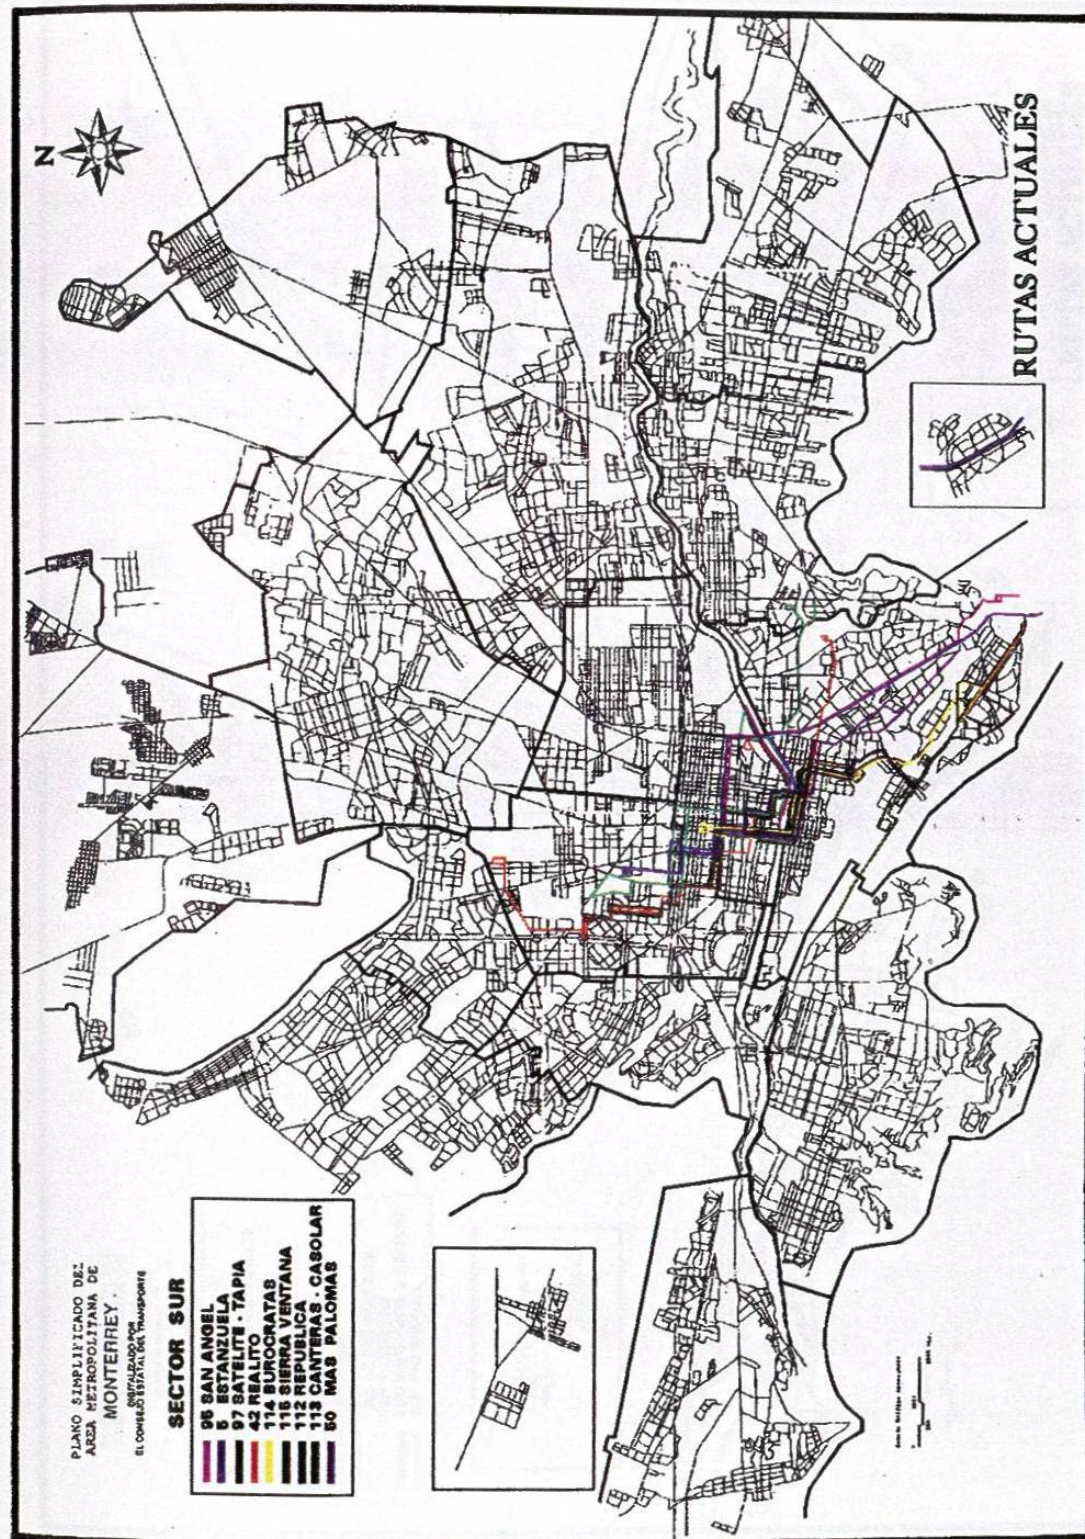 PLANO SIMPLIFICADO DEL
AREA METROPOLITANA DE
MONTERREY.
DIGITALIZADO POR
EL CONSEJO ESTATAL DEL TRANSPORTE
SECTOR SUR
95 SAN ANGEL
5 ESTANZUELA
97 SATELITE - TAPIA
42 REALITO
114 BUROCRATAS
115 SIERRA VENTANA
112 REPUBLICA
113 CANTERAS - CASOLAR
50 MAS PALOMAS
N
RUTAS ACTUALES